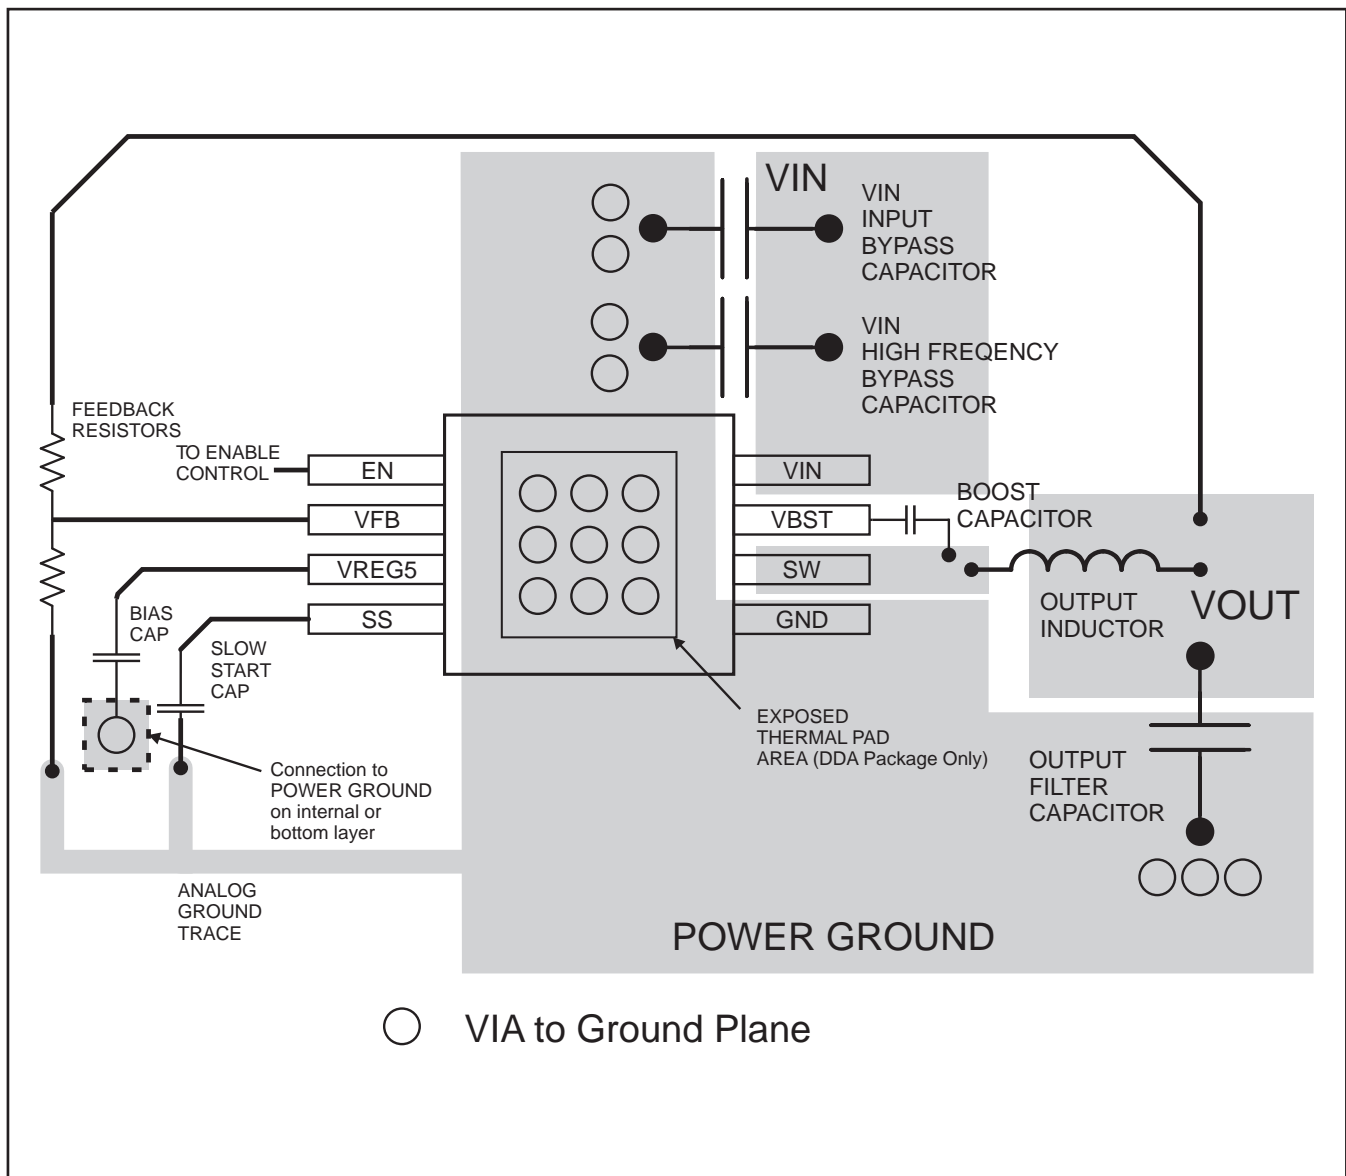 VIN
VIN
INPUT
BYPASS
CAPACITOR
VIN
HIGH FREQENCY
BYPASS
CAPACITOR
FEEDBACK
RESISTORS
TO ENABLE
CONTROL
EN
VFB
VREG5
SS
VIN
VBST
SW
GND
BOOST
CAPACITOR
OUTPUT
INDUCTOR
VOUT
BIAS
CAP
SLOW
START
CAP
EXPOSED
THERMAL PAD
AREA (DDA Package Only)
Connection to
POWER GROUND
on internal or
bottom layer
OUTPUT
FILTER
CAPACITOR
ANALOG
GROUND
TRACE
POWER GROUND
VIA to Ground Plane